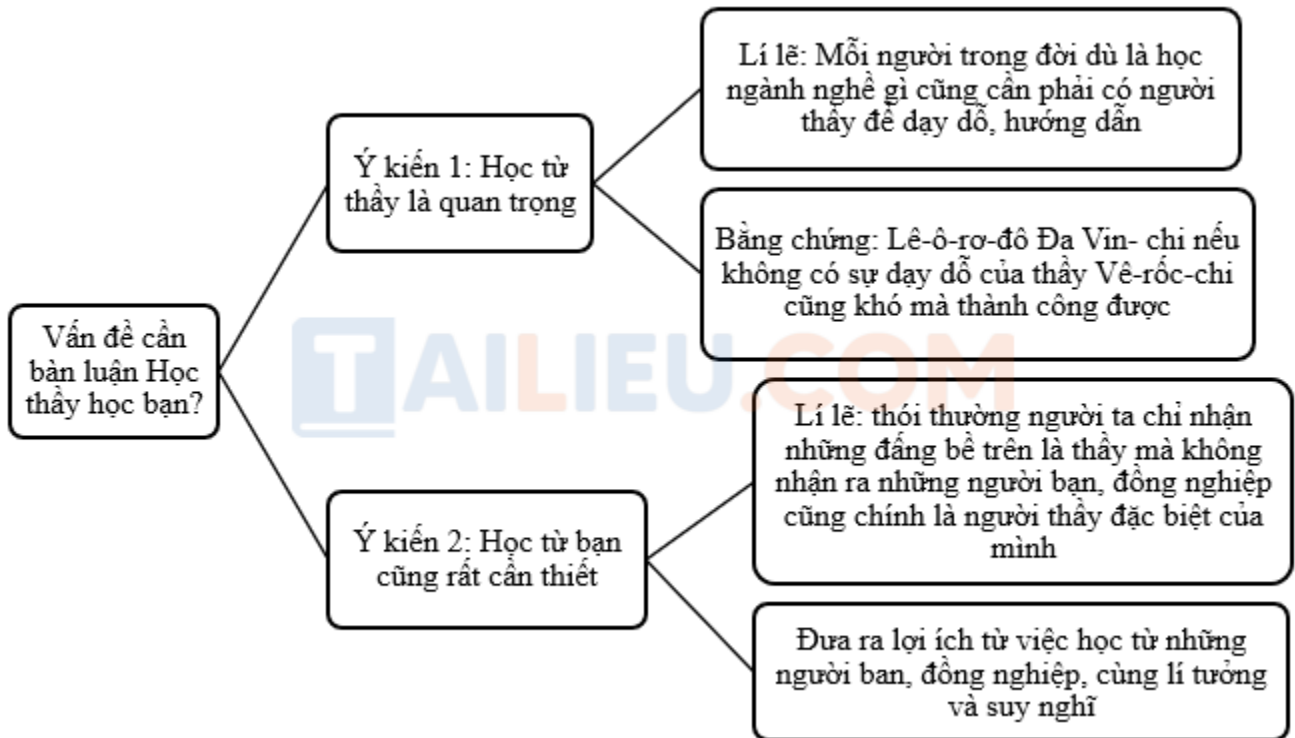 Vấn đề cần
bàn luận Học
thầy học bạn?
Ý kiến 1: Học từ
thầy là quan trọng
Lí lẽ: Mỗi người trong đời dù là học
ngành nghề gì cũng cần phải có người
thầy để dạy dỗ, hướng dẫn
Bằng chứng: Lê-ô-rơ-đô Đa Vin- chi nếu
không có sự dạy dỗ của thầy Vê-rốc-chi
cũng khó mà thành công được
Ý kiến 2: Học từ bạn
cũng rất cần thiết
Lí lẽ: thói thường người ta chỉ nhận
những đấng bề trên là thầy mà không
nhận ra những người bạn, đồng nghiệp
cũng chính là người thầy đặc biệt của
mình
Đưa ra lợi ích từ việc học từ những
người ban, đồng nghiệp, cùng lí tưởng
và suy nghĩ
TAILIEU.COM